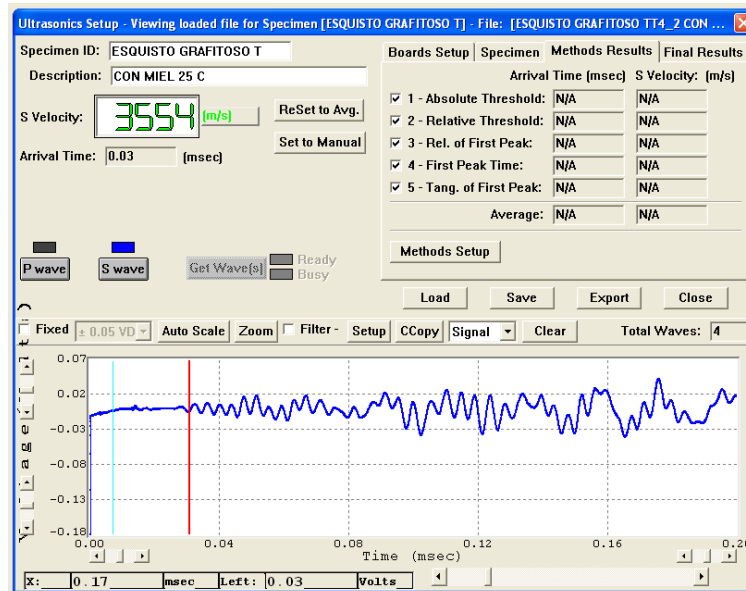 Ultrasonics Setup - Viewing loaded file for Specimen [ESQUISTO GRAFITOSO T] - File: [ESQUISTO GRAFITOSO TT4_2 CON ...
Specimen ID: ESQUISTO GRAFITOSO T
Description: CON MIEL 25 C
S Velocity: 3554 (m/s) ReSet to Avg.
Set to Manual
Arrival Time: 0.03 (msec)
Boards Setup Specimen Methods Results Final Results
Arrival Time (msec) S Velocity: (m/s)
1 - Absolute Threshold: N/A N/A
2 - Relative Threshold: N/A N/A
3 - Rel. of First Peak: N/A N/A
4 - First Peak Time: N/A N/A
5 - Tang. of First Peak: N/A N/A
Average: N/A N/A
Methods Setup
P wave S wave Get Wave(s) Ready
Busy
Load Save Export Close
Fixed ± 0.05 VD Auto Scale Zoom Filter - Setup CCopy Signal Clear Total Waves: 4
0.07
0.02
-0.03
-0.08
-0.13
-0.18
0.00 0.04 0.08 0.12 0.16 0.20
Time (msec)
X: 0.17 msec Left: 0.03 Volts